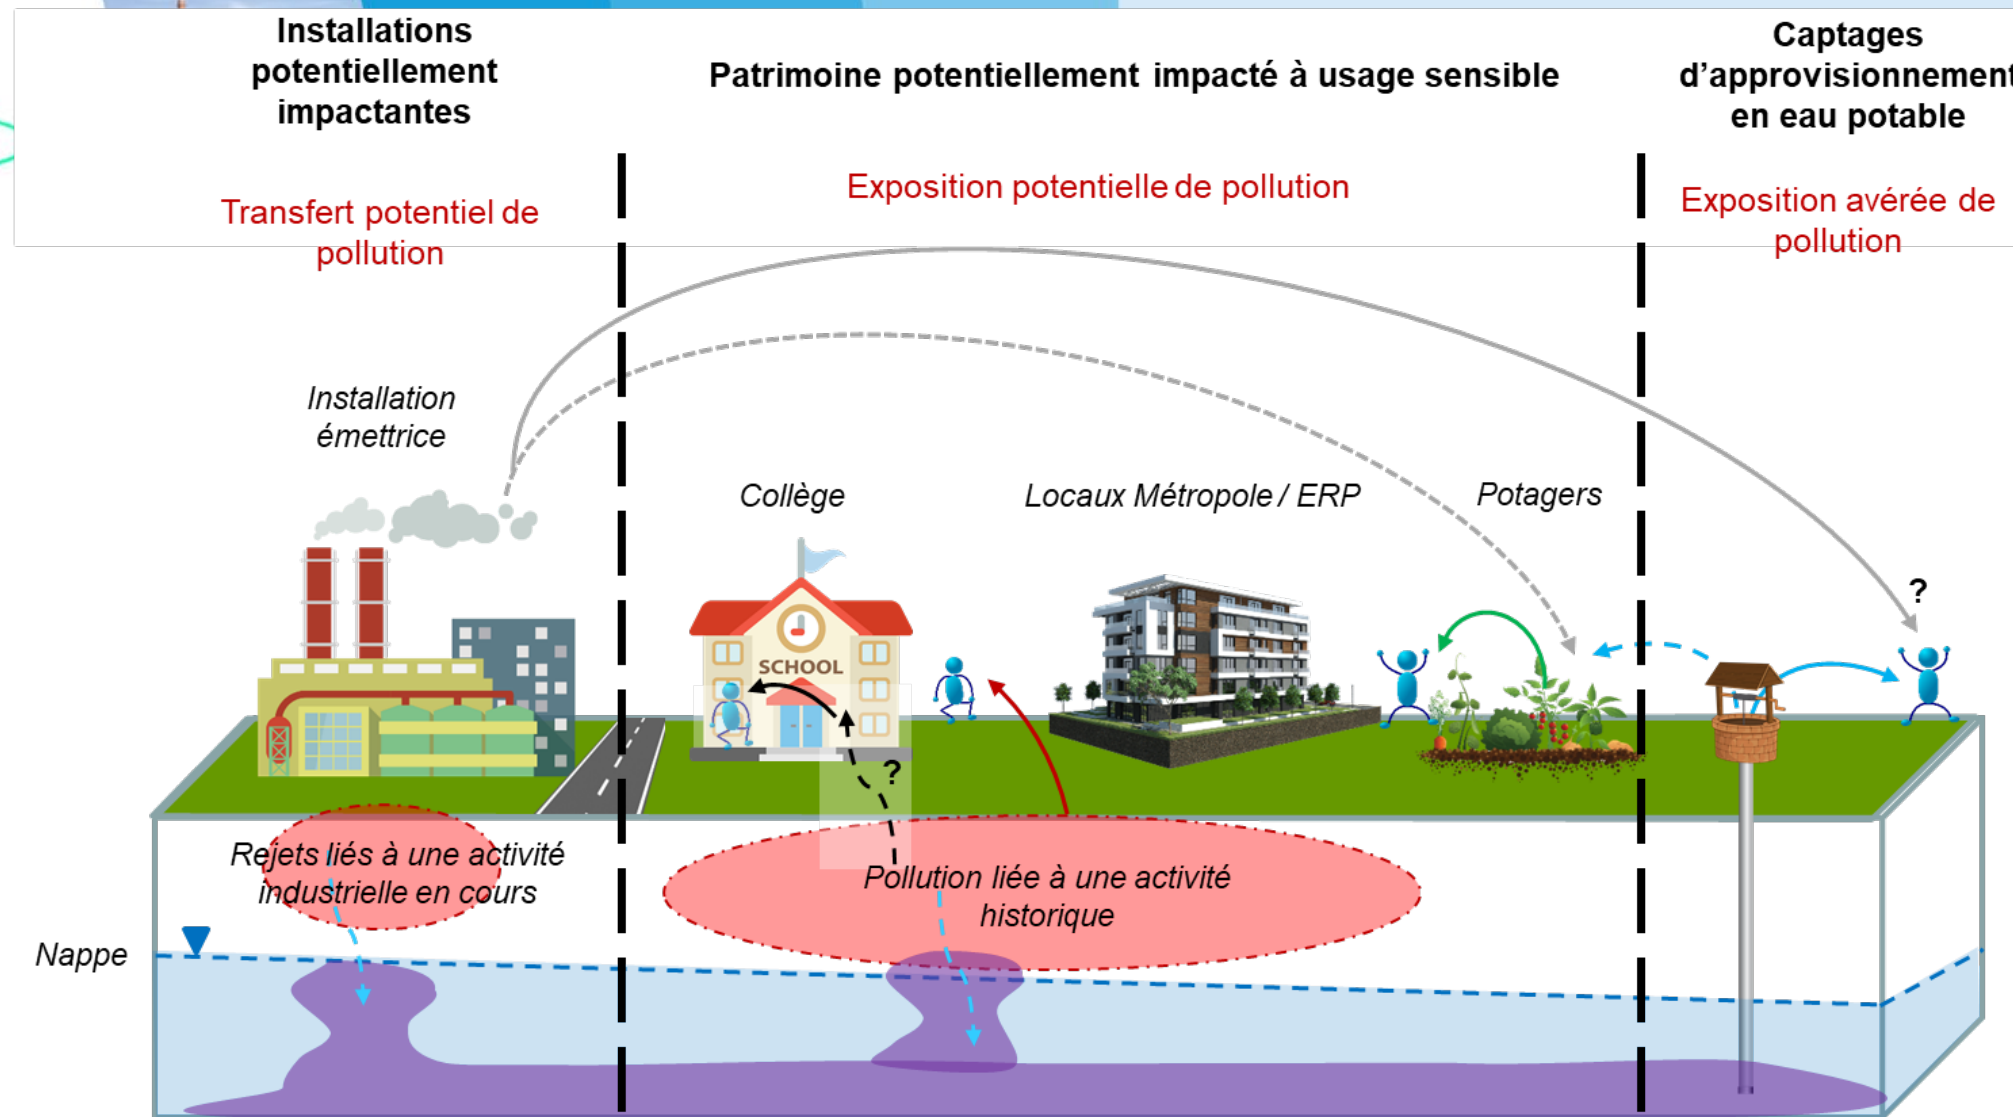 Installations
potentiellement
impactantes
Patrimoine potentiellement impacté à usage sensible
Captages
d'approvisionnement
en eau potable
Transfert potentiel de
pollution
Exposition potentielle de pollution
Exposition avérée de
pollution
Installation
émettrice
Collège
Locaux Métropole / ERP
Potagers
?
SCHOOL
?
Rejets liés à une activité
industrielle en cours
Pollution liée à une activité
historique
Nappe